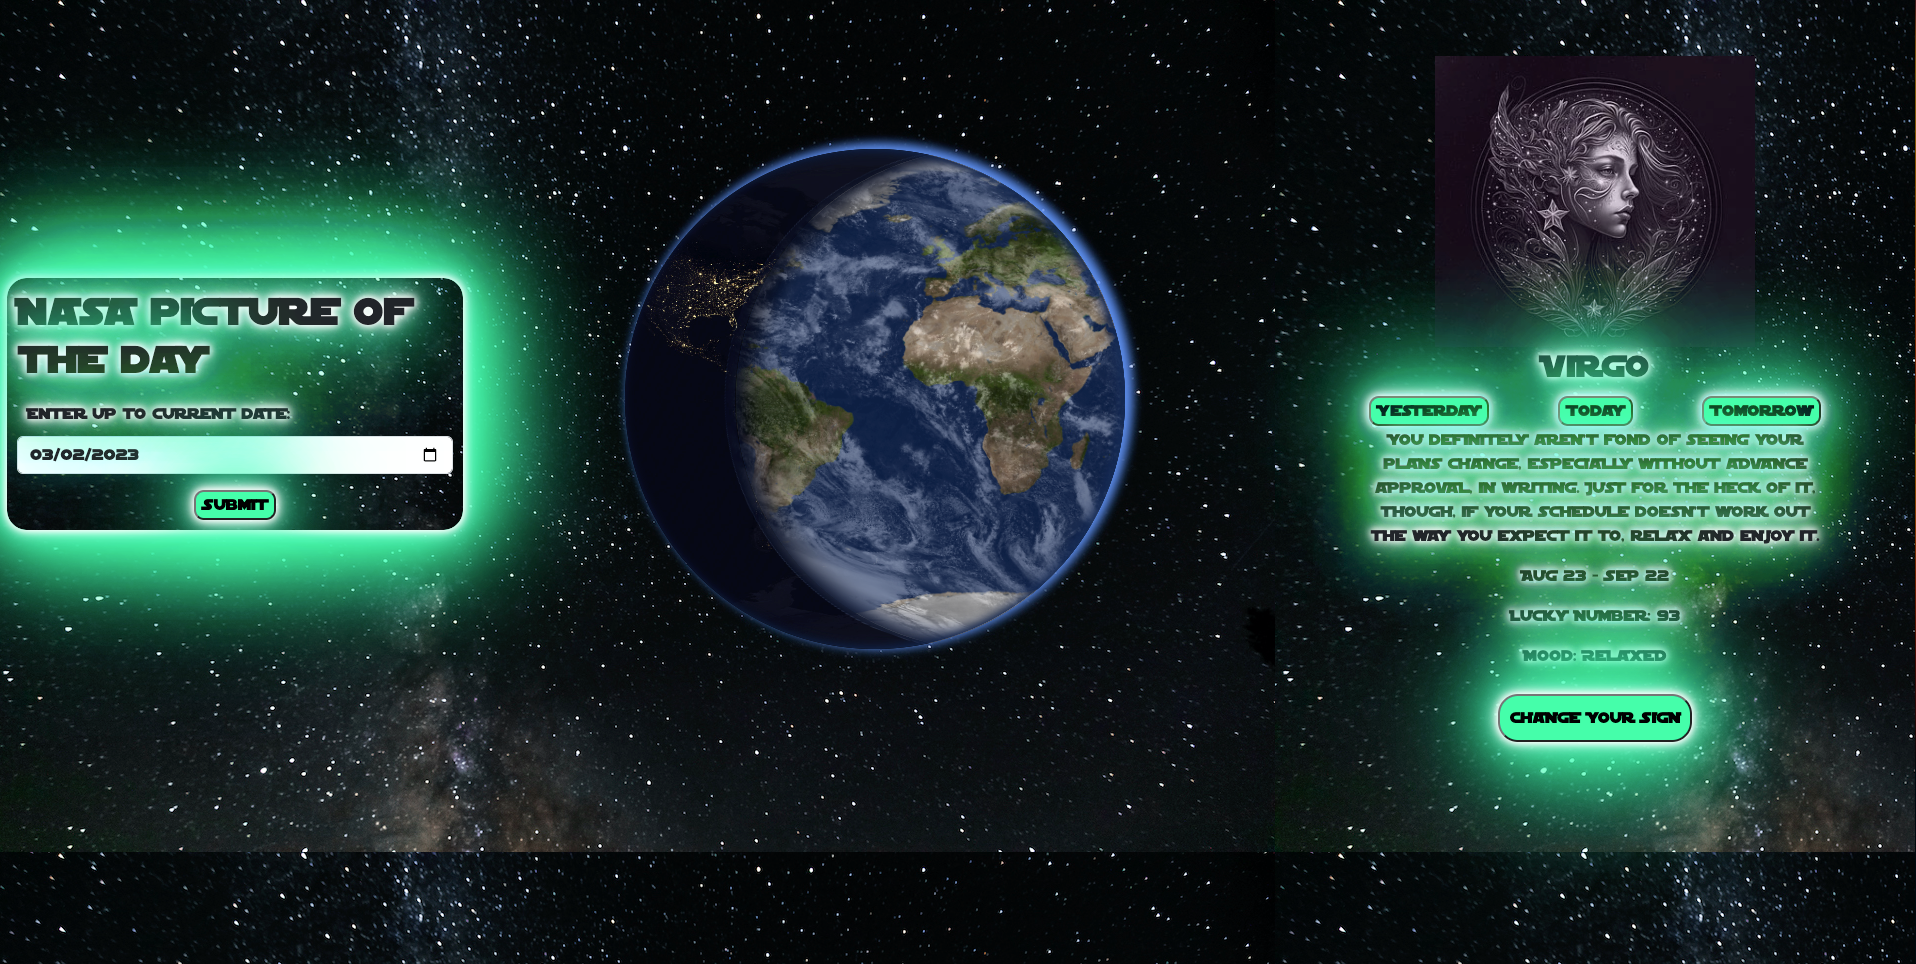 NASA PICTURE OF
THE DAY
ENTER UP TO CURRENT DATE:
03/02/2023
SUBMIT
VIRGO
YESTERDAY
TODAY
TOMORROW
YOU DEFINITELY AREN'T FOND OF SEEING YOUR
PLANS CHANGE, ESPECIALLY WITHOUT ADVANCE
APPROVAL, IN WRITING. JUST FOR THE HECK OF IT,
THOUGH, IF YOUR SCHEDULE DOESN'T WORK OUT
THE WAY YOU EXPECT IT TO, RELAX AND ENJOY IT.
AUG 23 - SEP 22
LUCKY NUMBER: 93
MOOD: RELAXED
CHANGE YOUR SIGN